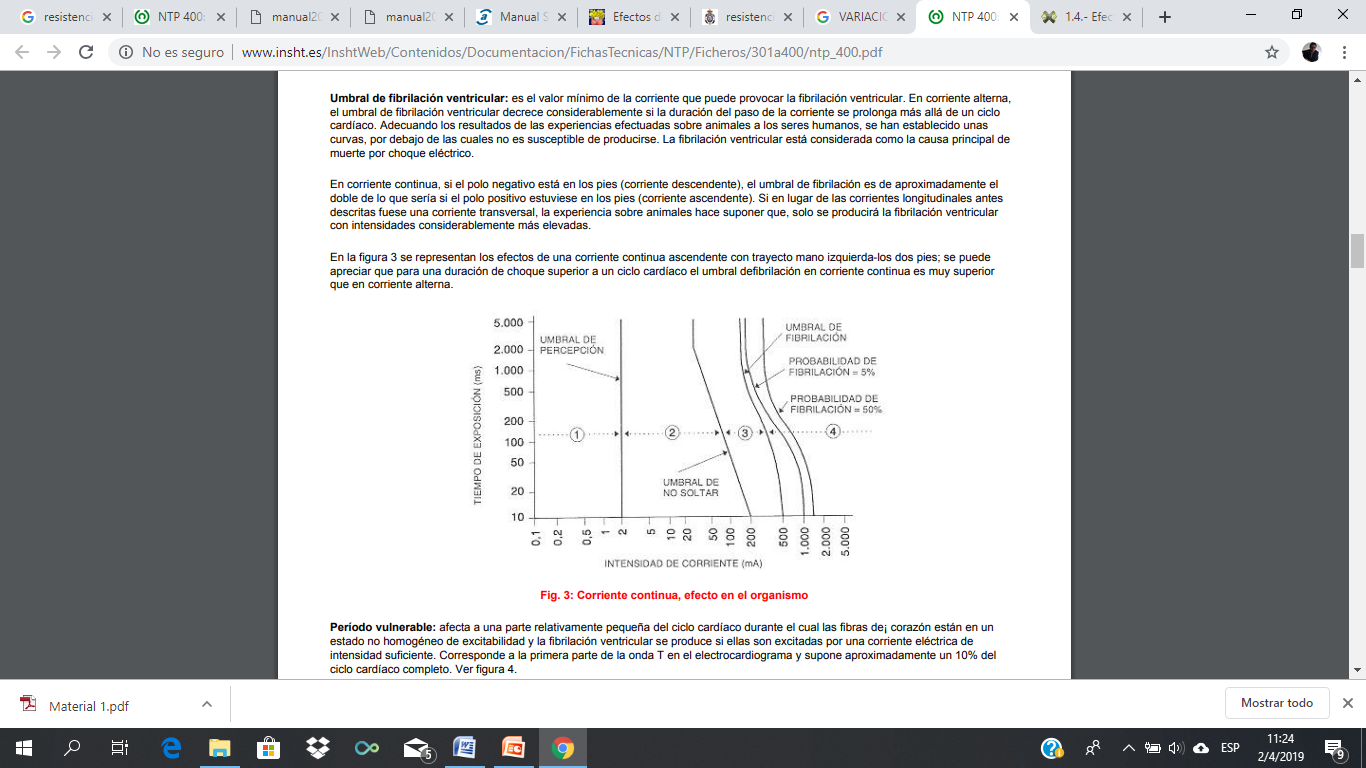 resistenci
NTP 400:
manual20
manual20
Manual S
Efectos d
resistenc
VARIACIO
NTP 400:
1.4.- Efec
No es seguro | www.insht.es/InshtWeb/Contenidos/Documentacion/FichasTecnicas/NTP/Ficheros/301a400/ntp_400.pdf
Umbral de fibrilación ventricular: es el valor mínimo de la corriente que puede provocar la fibrilación ventricular. En corriente alterna,
el umbral de fibrilación ventricular decrece considerablemente si la duración del paso de la corriente se prolonga más allá de un ciclo
cardíaco. Adecuando los resultados de las experiencias efectuadas sobre animales a los seres humanos, se han establecido unas
curvas, por debajo de las cuales no es susceptible de producirse. La fibrilación ventricular está considerada como la causa principal de
muerte por choque eléctrico.
En corriente continua, si el polo negativo está en los pies (corriente descendente), el umbral de fibrilación es de aproximadamente el
doble de lo que sería si el polo positivo estuviese en los pies (corriente ascendente). Si en lugar de las corrientes longitudinales antes
descritas fuese una corriente transversal, la experiencia sobre animales hace suponer que, solo se producirá la fibrilación ventricular
con intensidades considerablemente más elevadas.
En la figura 3 se representan los efectos de una corriente continua ascendente con trayecto mano izquierda-los dos pies; se puede
apreciar que para una duración de choque superior a un ciclo cardíaco el umbral defibrilación en corriente continua es muy superior
que en corriente alterna.
TIEMPO DE EXPOSICIÓN (ms)
5.000
2.000
1.000
500
200
100
50
20
10
UMBRAL DE
PERCEPCIÓN
UMBRAL DE
FIBRILACIÓN
PROBABILIDAD DE
FIBRILACIÓN = 5%
PROBABILIDAD DE
FIBRILACIÓN = 50%
1
2
3
4
UMBRAL DE
NO SOLTAR
0,1
0,2
0,5
1
2
5
10
20
50
100
200
500
1.000
2.000
5.000
INTENSIDAD DE CORRIENTE (mA)
Fig. 3: Corriente continua, efecto en el organismo
Período vulnerable: afecta a una parte relativamente pequeña del ciclo cardíaco durante el cual las fibras de¡ corazón están en un
estado no homogéneo de excitabilidad y la fibrilación ventricular se produce si ellas son excitadas por una corriente eléctrica de
intensidad suficiente. Corresponde a la primera parte de la onda T en el electrocardiograma y supone aproximadamente un 10% del
ciclo cardíaco completo. Ver figura 4.
Material 1.pdf
Mostrar todo
5
ESP
11:24
2/4/2019
9